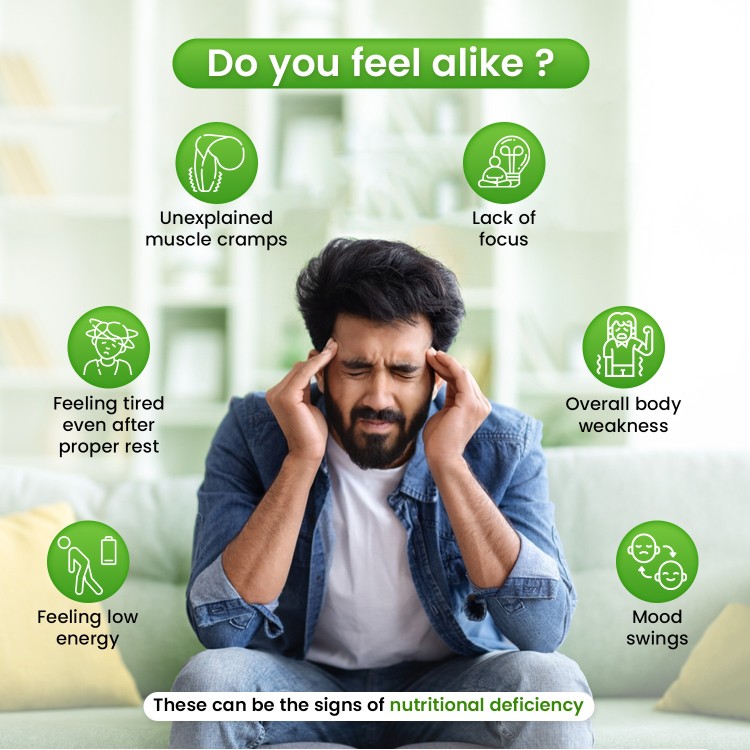 Do you feel alike ?
Unexplained
muscle cramps
Lack of
focus
Feeling tired
even after
proper rest
Overall body
weakness
Feeling low
energy
Mood
swings
These can be the signs of nutritional deficiency